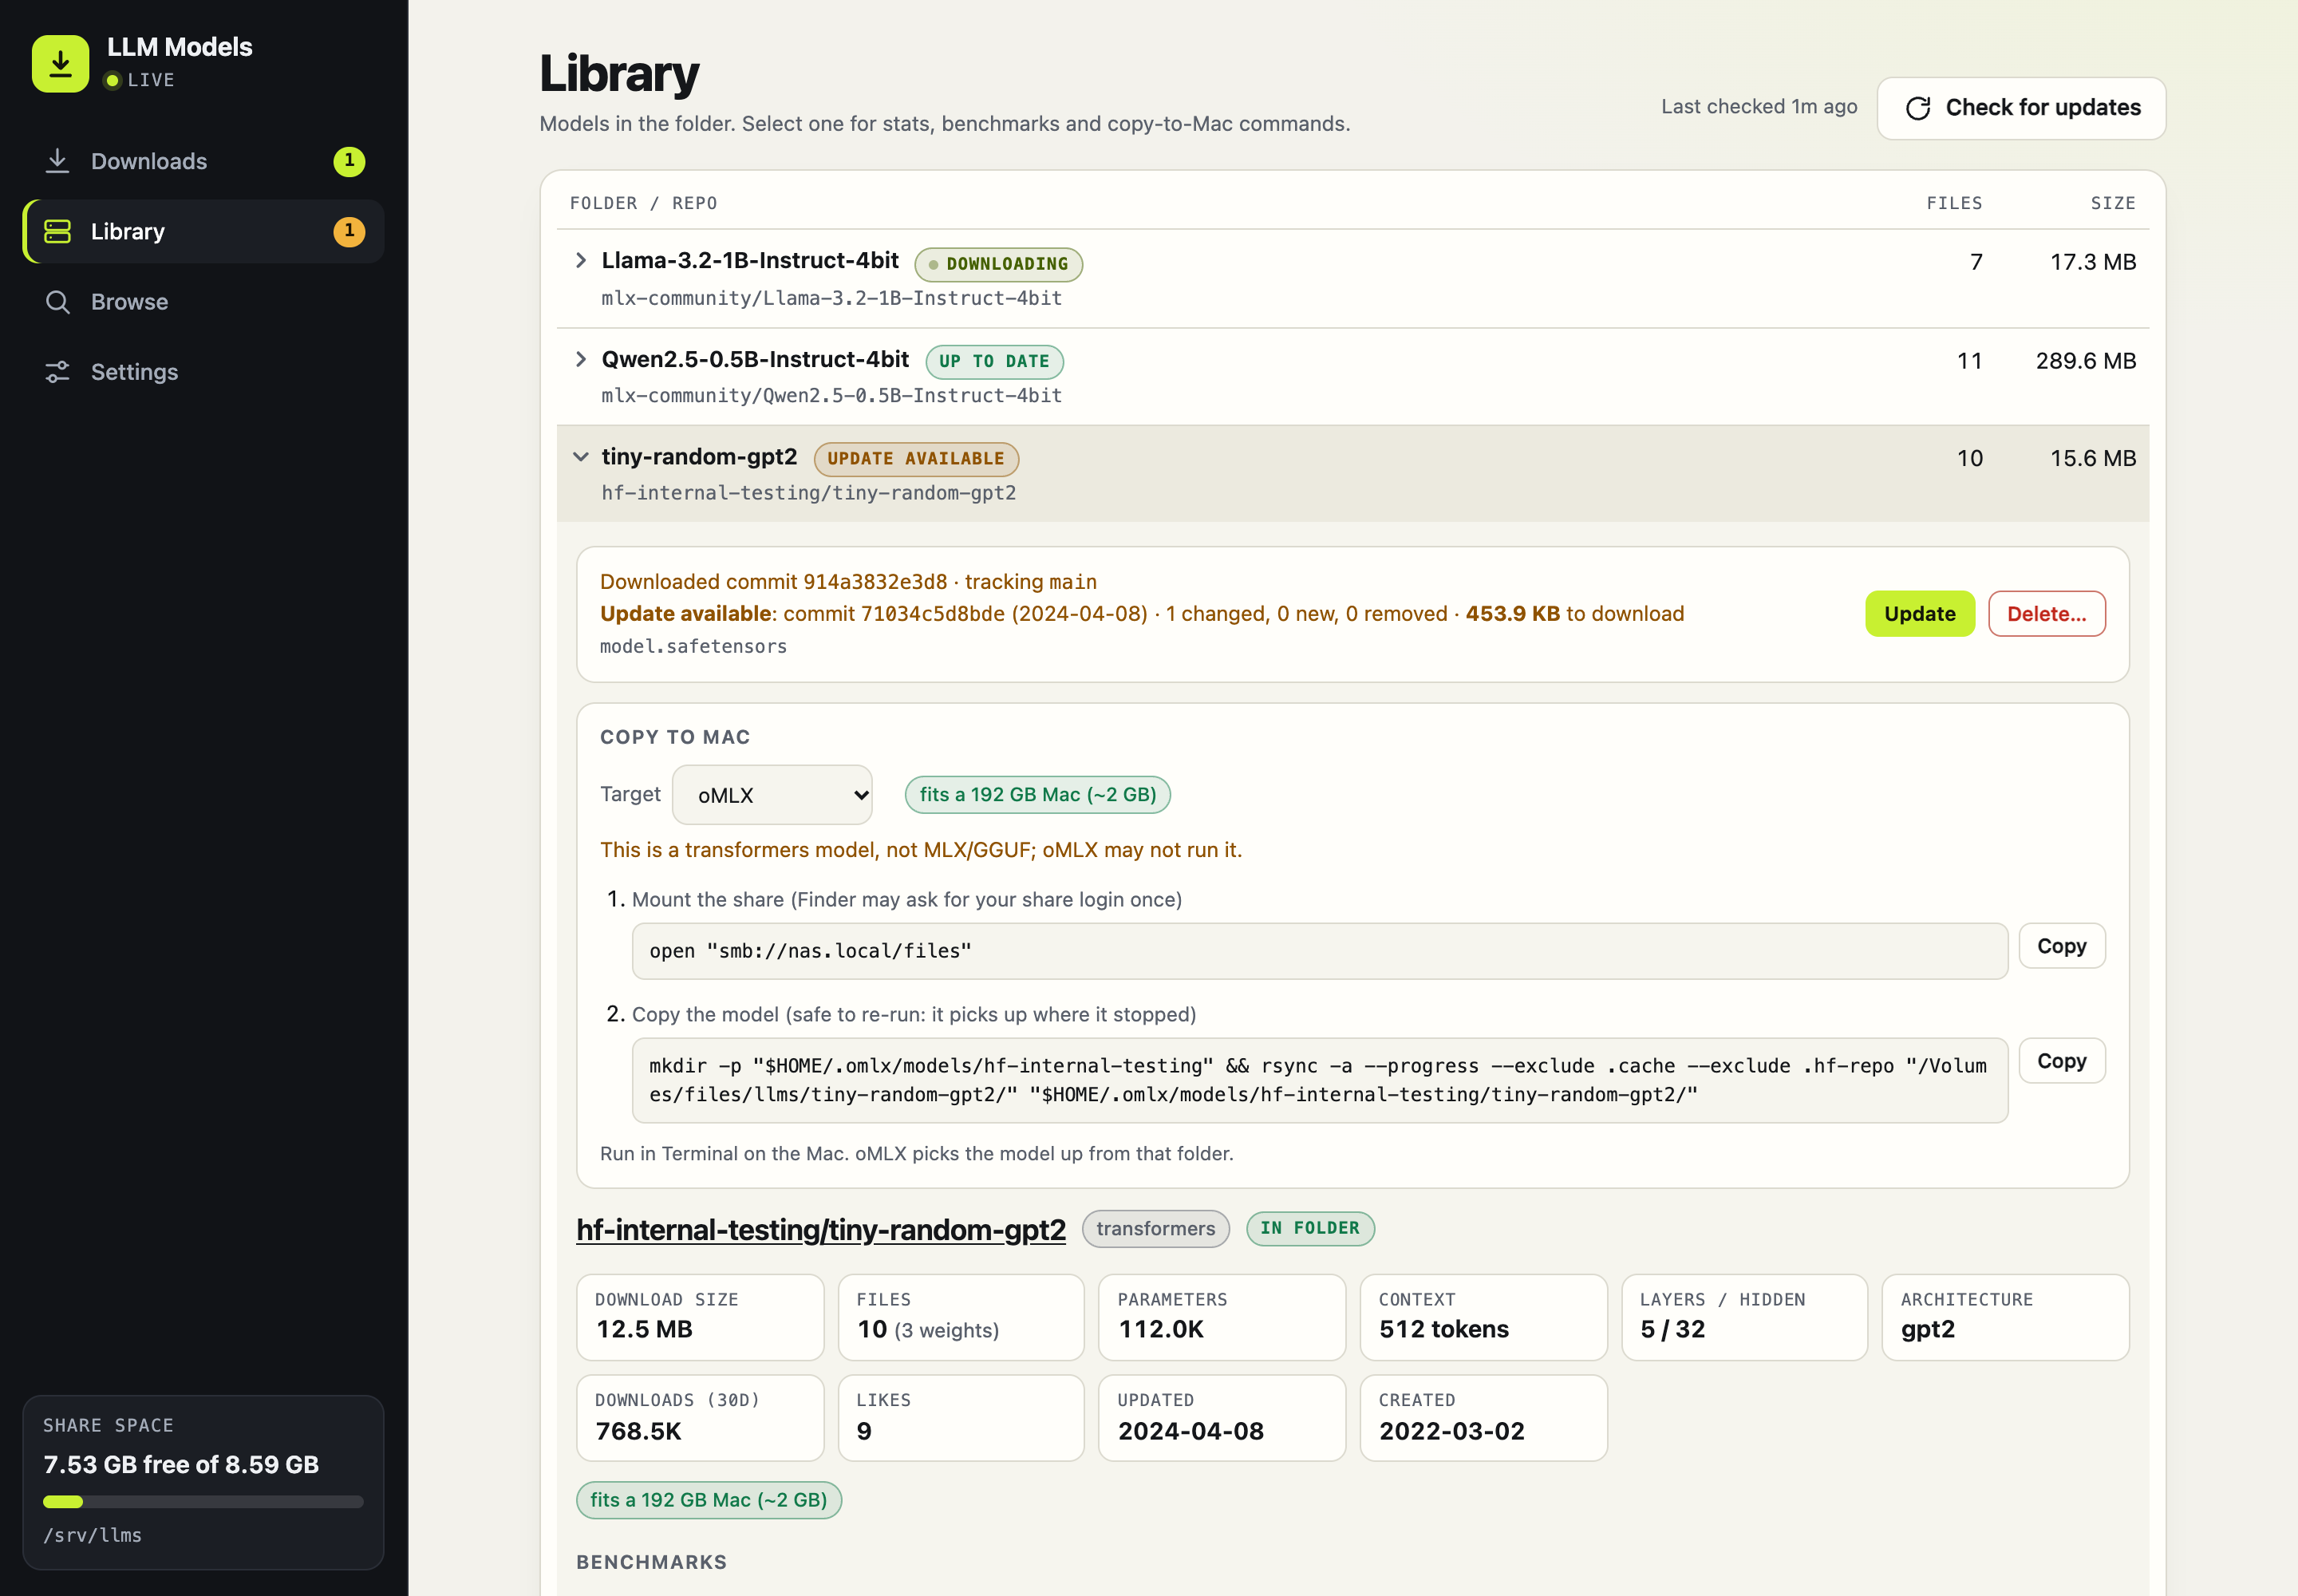 LLM Models
LIVE
Downloads 1
Library 1
Browse
Settings
SHARE SPACE
7.53 GB free of 8.59 GB
/srv/llms
Library
Models in the folder. Select one for stats, benchmarks and copy-to-Mac commands.
Last checked 1m ago
Check for updates
FOLDER / REPO FILES SIZE
Llama-3.2-1B-Instruct-4bit DOWNLOADING 7 17.3 MB
mlx-community/Llama-3.2-1B-Instruct-4bit
Qwen2.5-0.5B-Instruct-4bit UP TO DATE 11 289.6 MB
mlx-community/Qwen2.5-0.5B-Instruct-4bit
tiny-random-gpt2 UPDATE AVAILABLE 10 15.6 MB
hf-internal-testing/tiny-random-gpt2
Downloaded commit 914a3832e3d8 · tracking main
Update available: commit 71034c5d8bde (2024-04-08) · 1 changed, 0 new, 0 removed · 453.9 KB to download
model.safetensors
Update Delete...
COPY TO MAC
Target oMLX fits a 192 GB Mac (~2 GB)
This is a transformers model, not MLX/GGUF; oMLX may not run it.
1. Mount the share (Finder may ask for your share login once)
open "smb://nas.local/files" Copy
2. Copy the model (safe to re-run: it picks up where it stopped)
mkdir -p "$HOME/.omlx/models/hf-internal-testing" && rsync -a --progress --exclude .cache --exclude .hf-repo "/Volum
es/files/llms/tiny-random-gpt2/" "$HOME/.omlx/models/hf-internal-testing/tiny-random-gpt2/"
Copy
Run in Terminal on the Mac. oMLX picks the model up from that folder.
hf-internal-testing/tiny-random-gpt2 transformers IN FOLDER
DOWNLOAD SIZE FILES PARAMETERS CONTEXT LAYERS / HIDDEN ARCHITECTURE
12.5 MB 10 (3 weights) 112.0K 512 tokens 5 / 32 gpt2
DOWNLOADS (30D) LIKES UPDATED CREATED
768.5K 9 2024-04-08 2022-03-02
fits a 192 GB Mac (~2 GB)
BENCHMARKS